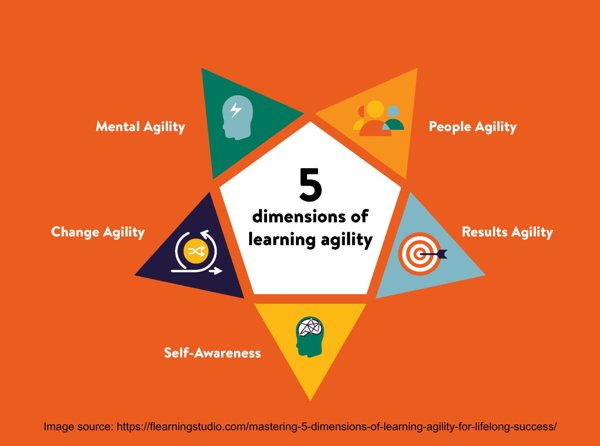 Mental Agility
People Agility
5
dimensions of
learning agility
Change Agility
Results Agility
Self-Awareness
Image source: https://flearningstudio.com/mastering-5-dimensions-of-learning-agility-for-lifelong-success/